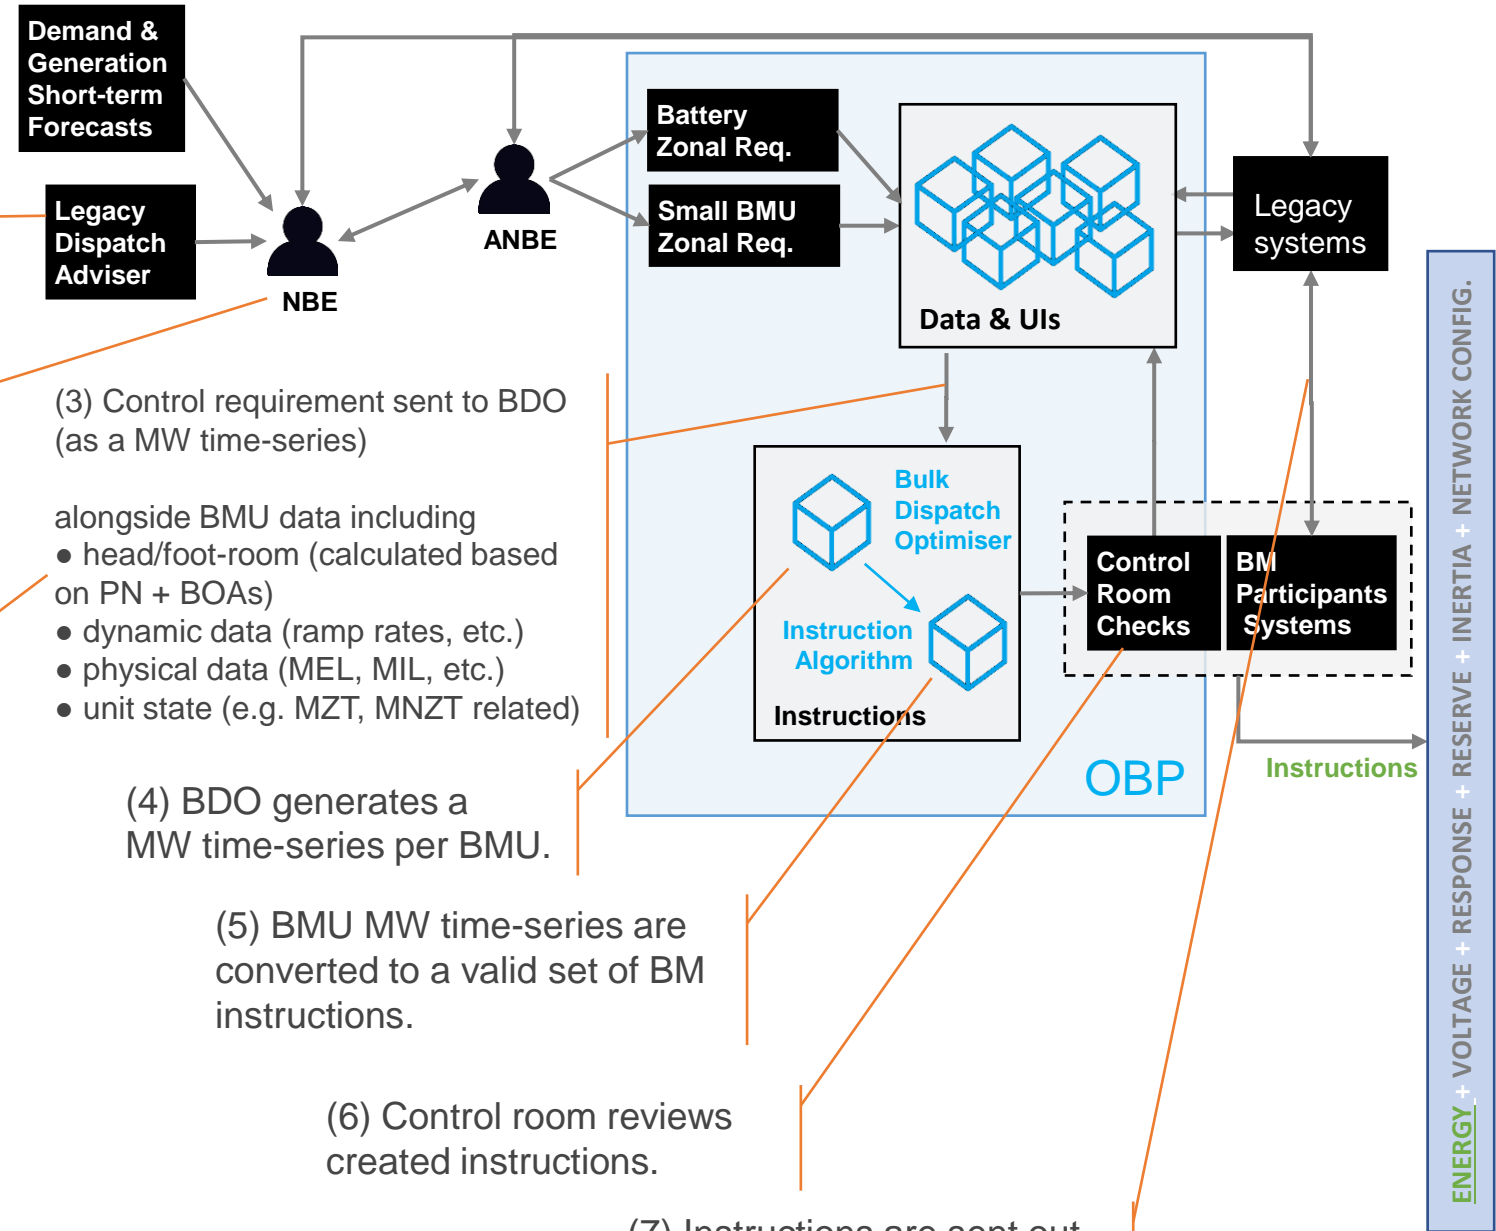 Demand &
Generation
Short-term
Forecasts
Legacy
Dispatch
Adviser
NBE
ANBE
Battery
Zonal Req.
Small BMU
Zonal Req.
Data & UIs
Legacy
systems
(3) Control requirement sent to BDO
(as a MW time-series)
alongside BMU data including
● head/foot-room (calculated based
on PN + BOAs)
● dynamic data (ramp rates, etc.)
● physical data (MEL, MIL, etc.)
● unit state (e.g. MZT, MNZT related)
Bulk
Dispatch
Optimiser
Instruction
Algorithm
Instructions
Control
Room
Checks
BM
Participants
Systems
OBP
Instructions
ENERGY + VOLTAGE + RESPONSE + RESERVE + INERTIA + NETWORK CONFIG.
(4) BDO generates a
MW time-series per BMU.
(5) BMU MW time-series are
converted to a valid set of BM
instructions.
(6) Control room reviews
created instructions.
(7) Instructions are sent out